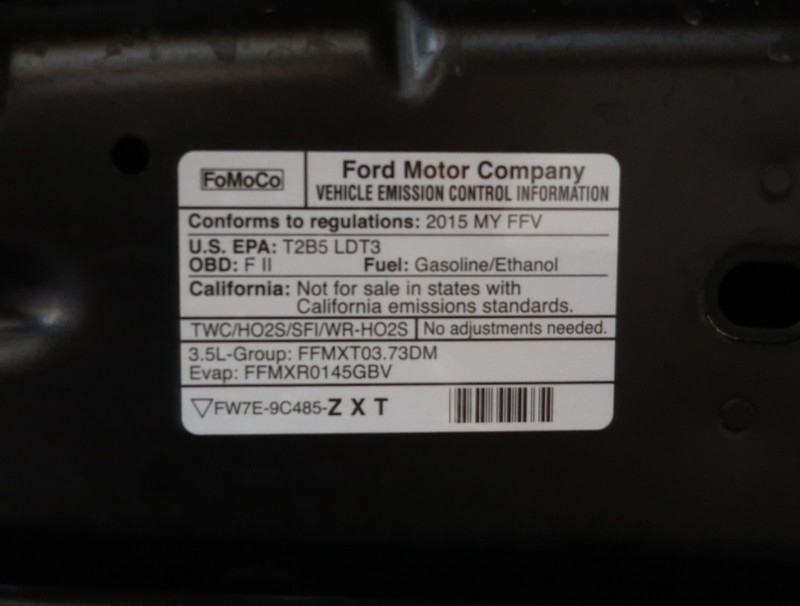 FoMoCo
Ford Motor Company
VEHICLE EMISSION CONTROL INFORMATION
Conforms to regulations: 2015 MY FFV
U.S. EPA: T2B5 LDT3
OBD: F II Fuel: Gasoline/Ethanol
California: Not for sale in states with
California emissions standards.
TWC/HO2S/SFI/WR-HO2S No adjustments needed.
3.5L-Group: FFMXT03.73DM
Evap: FFMXR0145GBV
▽FW7E-9C485-Z X T